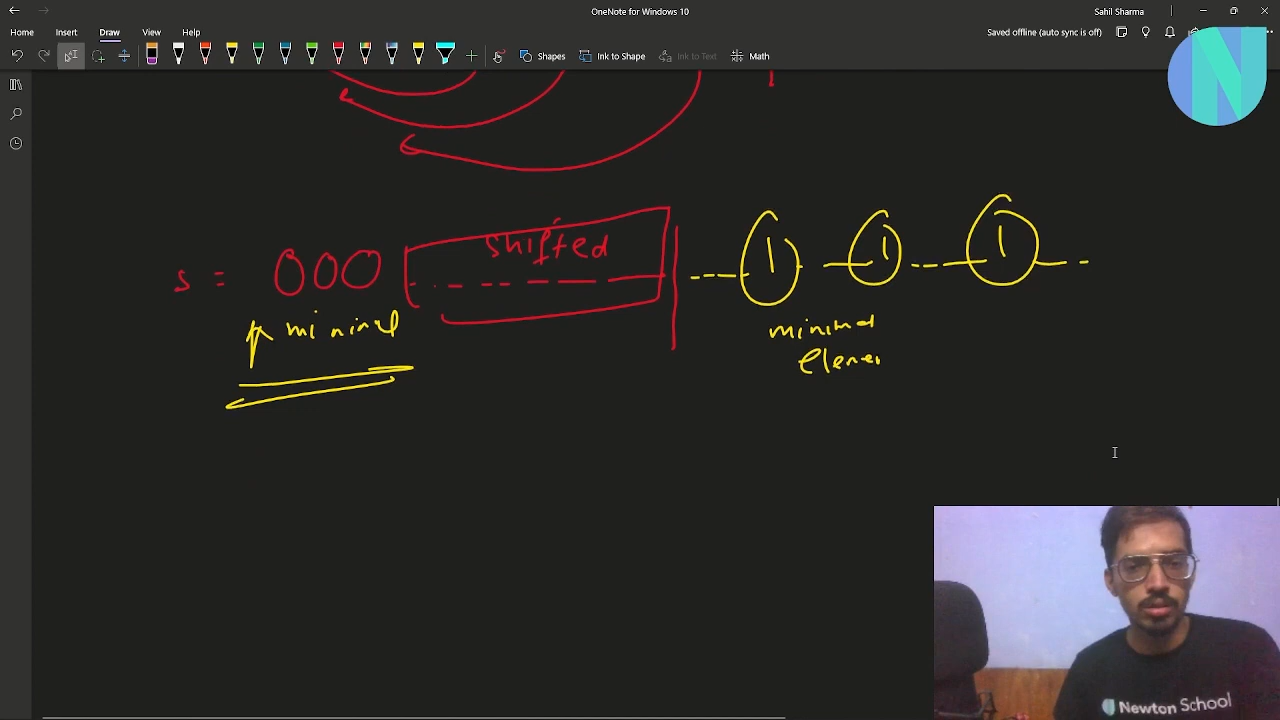 OneNote for Windows 10
Sahil Sharma
Home Insert Draw View Help
Saved offline (auto sync is off)
Shapes Ink to Shape Ink to Text Math
N
s = 000 shifted 1 1 1
minimal
minimal
Newton School